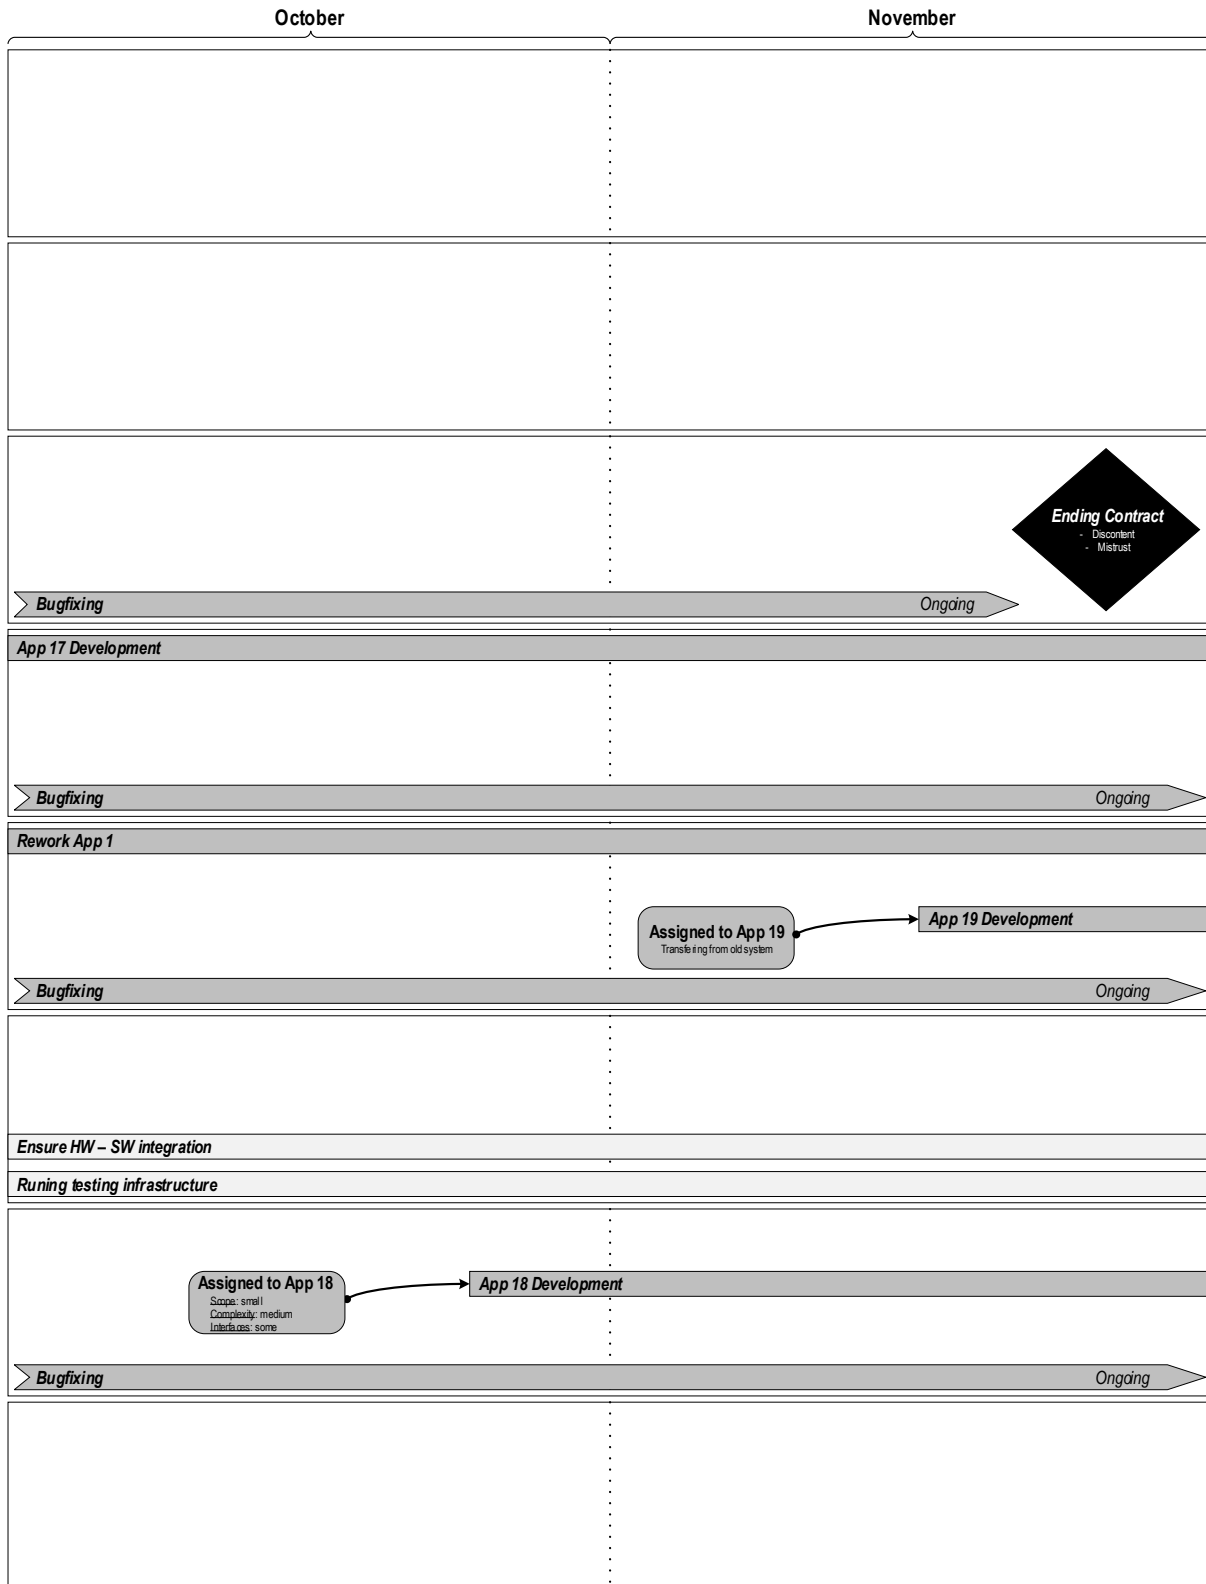 October
November
Ending Contract
- Discontent
- Mistrust
Bugfixing
Ongoing
App 17 Development
Bugfixing
Ongoing
Rework App 1
Assigned to App 19
Transfering from old system
App 19 Development
Bugfixing
Ongoing
Ensure HW – SW integration
Runing testing infrastructure
Assigned to App 18
Scope: small
Complexity: medium
Interfaces: some
App 18 Development
Bugfixing
Ongoing